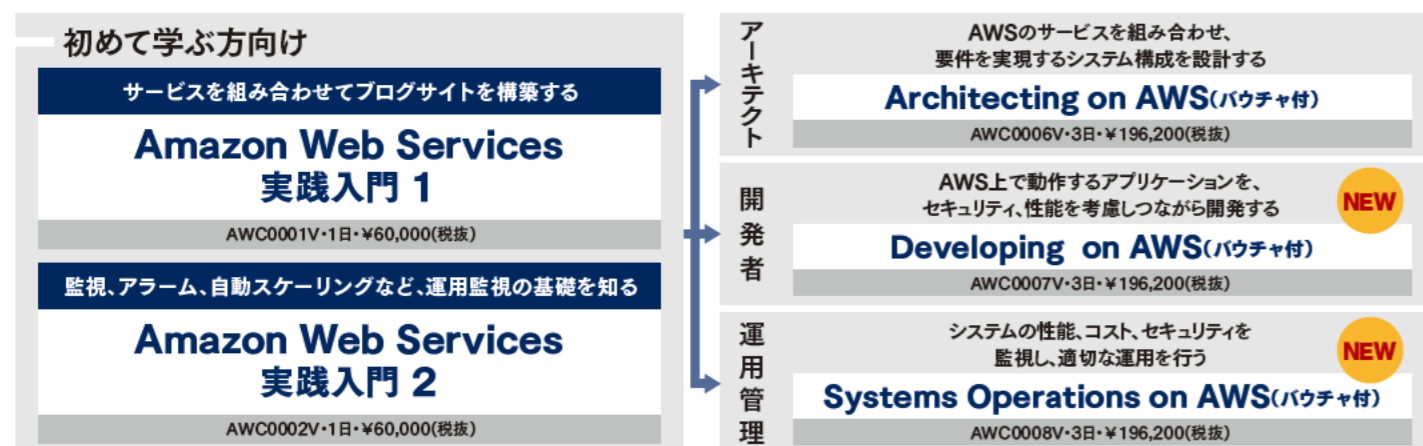 初めて学ぶ方向け
サービスを組み合わせてブログサイトを構築する
Amazon Web Services
実践入門 1
AWC0001V・1日・¥60,000(税抜)
監視、アラーム、自動スケーリングなど、運用監視の基礎を知る
Amazon Web Services
実践入門 2
AWC0002V・1日・¥60,000(税抜)
アーキテクト
AWSのサービスを組み合わせ、
要件を実現するシステム構成を設計する
Architecting on AWS(バウチャ付)
AWC0006V・3日・¥196,200(税抜)
開発者
AWS上で動作するアプリケーションを、
セキュリティ、性能を考慮しつながら開発する
NEW
Developing on AWS(バウチャ付)
AWC0007V・3日・¥196,200(税抜)
運用管理
システムの性能、コスト、セキュリティを
監視し、適切な運用を行う
NEW
Systems Operations on AWS(バウチャ付)
AWC0008V・3日・¥196,200(税抜)